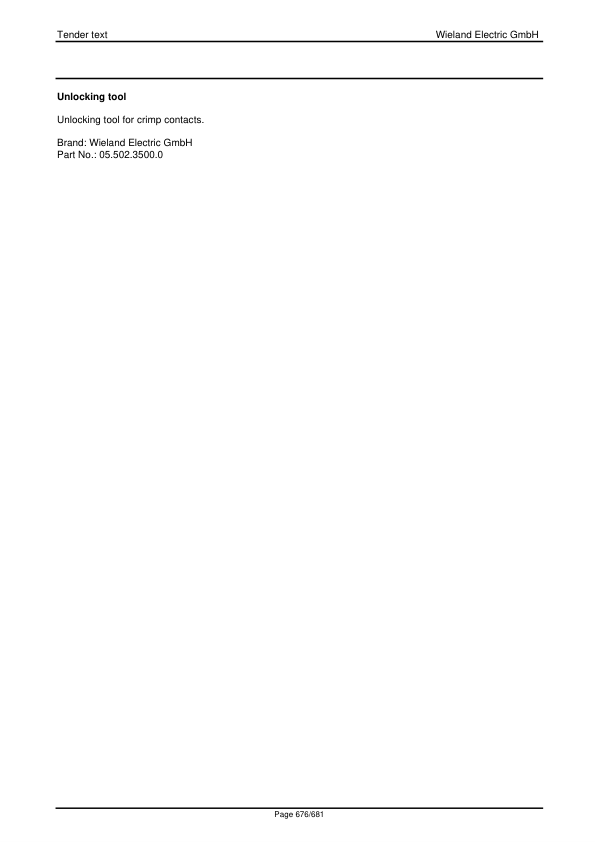 Tender text Wieland Electric GmbH
Unlocking tool
Unlocking tool for crimp contacts.
Brand: Wieland Electric GmbH
Part No.: 05.502.3500.0
Page 676/681